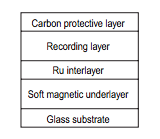 Carbon protective layer
Recording layer
Ru interlayer
Soft magnetic underlayer
Glass substrate